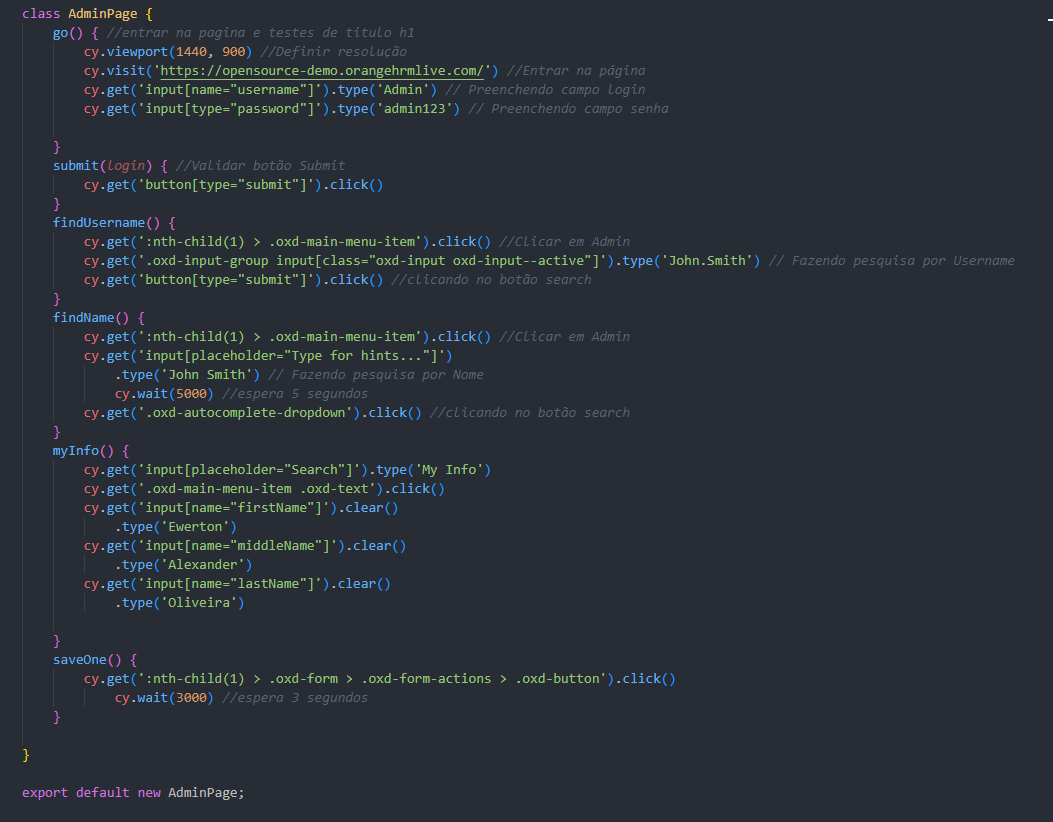 class AdminPage {
go() { //entrar na pagina e testes de titulo h1
cy.viewport(1440, 900) //Definir resolução
cy.visit('https://opensource-demo.orangehrmlive.com/') //Entrar na página
cy.get('input[name="username"]').type('Admin') // Preenchendo campo login
cy.get('input[type="password"]').type('admin123') // Preenchendo campo senha
}
submit(login) { //Validar botão Submit
cy.get('button[type="submit"]').click()
}
findUsername() {
cy.get(':nth-child(1) > .oxd-main-menu-item').click() //Clicar em Admin
cy.get('.oxd-input-group input[class="oxd-input oxd-input--active"]').type('John.Smith') // Fazendo pesquisa por Username
cy.get('button[type="submit"]').click() //clicando no botão search
}
findName() {
cy.get(':nth-child(1) > .oxd-main-menu-item').click() //Clicar em Admin
cy.get('input[placeholder="Type for hints..."]')
.type('John Smith') // Fazendo pesquisa por Nome
cy.wait(5000) //espera 5 segundos
cy.get('.oxd-autocomplete-dropdown').click() //clicando no botão search
}
myInfo() {
cy.get('input[placeholder="Search"]').type('My Info')
cy.get('.oxd-main-menu-item .oxd-text').click()
cy.get('input[name="firstName"]').clear()
.type('Ewerton')
cy.get('input[name="middleName"]').clear()
.type('Alexander')
cy.get('input[name="lastName"]').clear()
.type('Oliveira')
}
saveOne() {
cy.get(':nth-child(1) > .oxd-form > .oxd-form-actions > .oxd-button').click()
cy.wait(3000) //espera 3 segundos
}
}
export default new AdminPage;